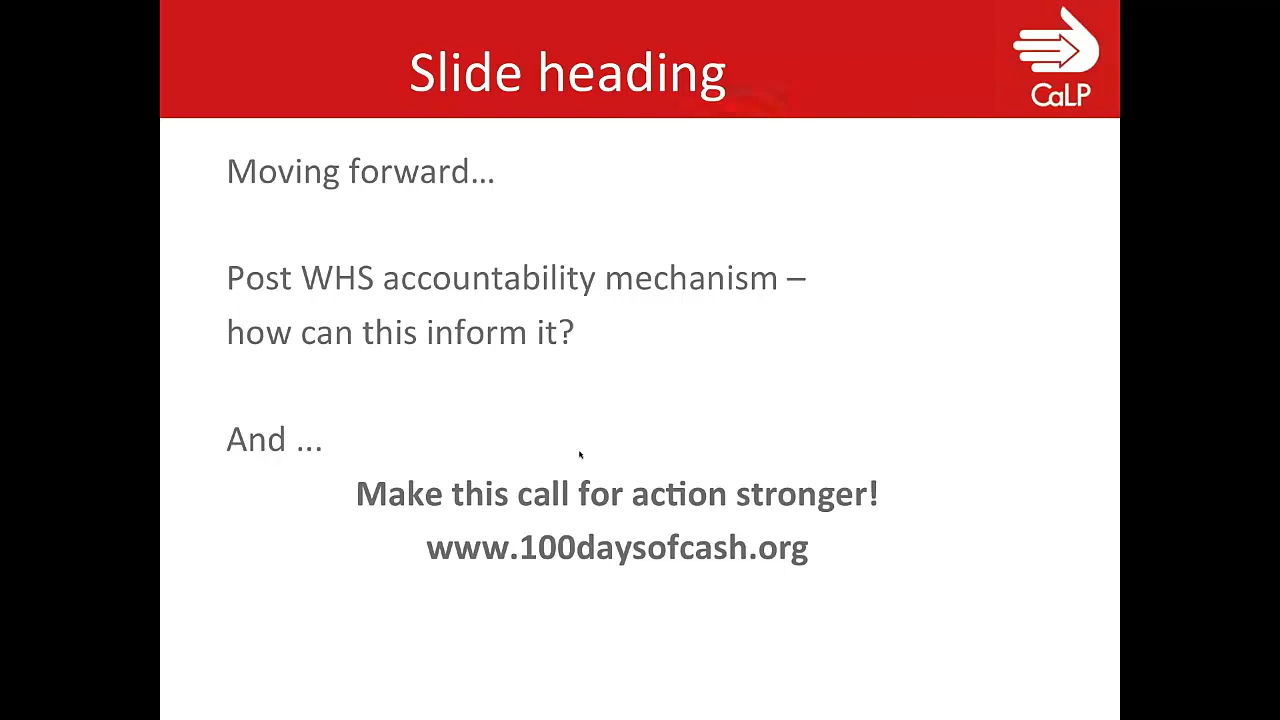 Slide heading
CaLP
Moving forward…
Post WHS accountability mechanism –
how can this inform it?
And ...
Make this call for action stronger!
www.100daysofcash.org